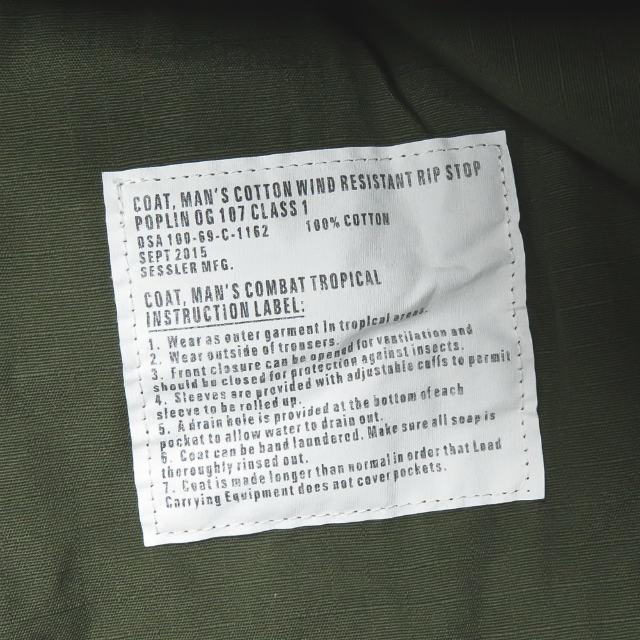 COAT, MAN'S COTTON WIND RESISTANT RIP STOP
POPLIN OG 107 CLASS 1
DSA 100-69-C-1162 100% COTTON
SEPT 2015
SESSLER MFG.
COAT, MAN'S COMBAT TROPICAL
INSTRUCTION LABEL:
1. Wear as outer garment in tropical areas.
2. Wear outside of trousers.
3. Front closure can be opened for ventilation and
should be closed for protection against insects.
4. Sleeves are provided with adjustable cuffs to permit
sleeve to be rolled up.
5. A drain hole is provided at the bottom of each
pocket to allow water to drain out.
6. Coat can be hand laundered. Make sure all soap is
thoroughly rinsed out.
7. Coat is made longer than normal in order that Load
Carrying Equipment does not cover pockets.